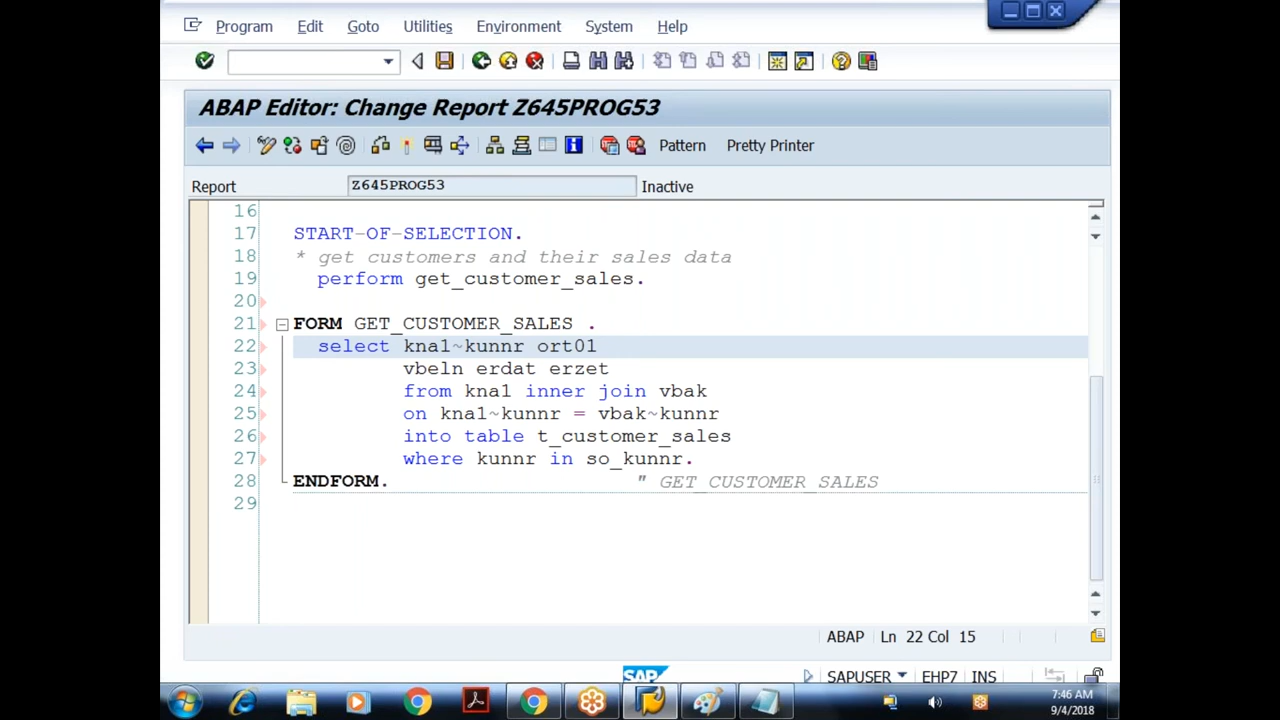 Program Edit Goto Utilities Environment System Help
ABAP Editor: Change Report Z645PROG53
Pattern Pretty Printer
Report Z645PROG53 Inactive
16
17 START-OF-SELECTION.
18 * get customers and their sales data
19 perform get_customer_sales.
20
21 FORM GET_CUSTOMER_SALES .
22 select kna1~kunnr ort01
23 vbeln erdat erzet
24 from kna1 inner join vbak
25 on kna1~kunnr = vbak~kunnr
26 into table t_customer_sales
27 where kunnr in so_kunnr.
28 ENDFORM. " GET_CUSTOMER_SALES
29
ABAP Ln 22 Col 15
SAP SAPUSER EHP7 INS
7:46 AM
9/4/2018